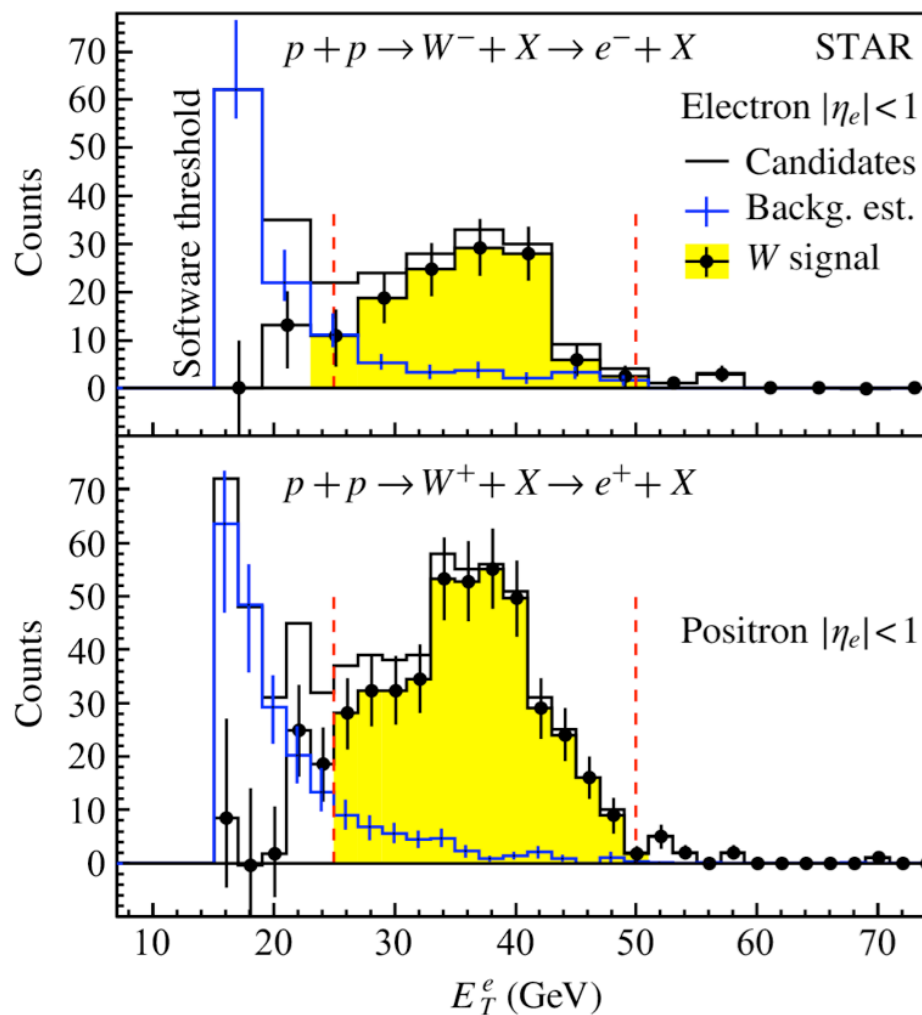 p + p → W⁻ + X → e⁻ + X
STAR
Electron |ηₑ| < 1
Candidates
Backg. est.
W signal
Software threshold
Counts
70
60
50
40
30
20
10
0
p + p → W⁺ + X → e⁺ + X
Positron |ηₑ| < 1
Counts
70
60
50
40
30
20
10
0
10 20 30 40 50 60 70
E_T^e (GeV)